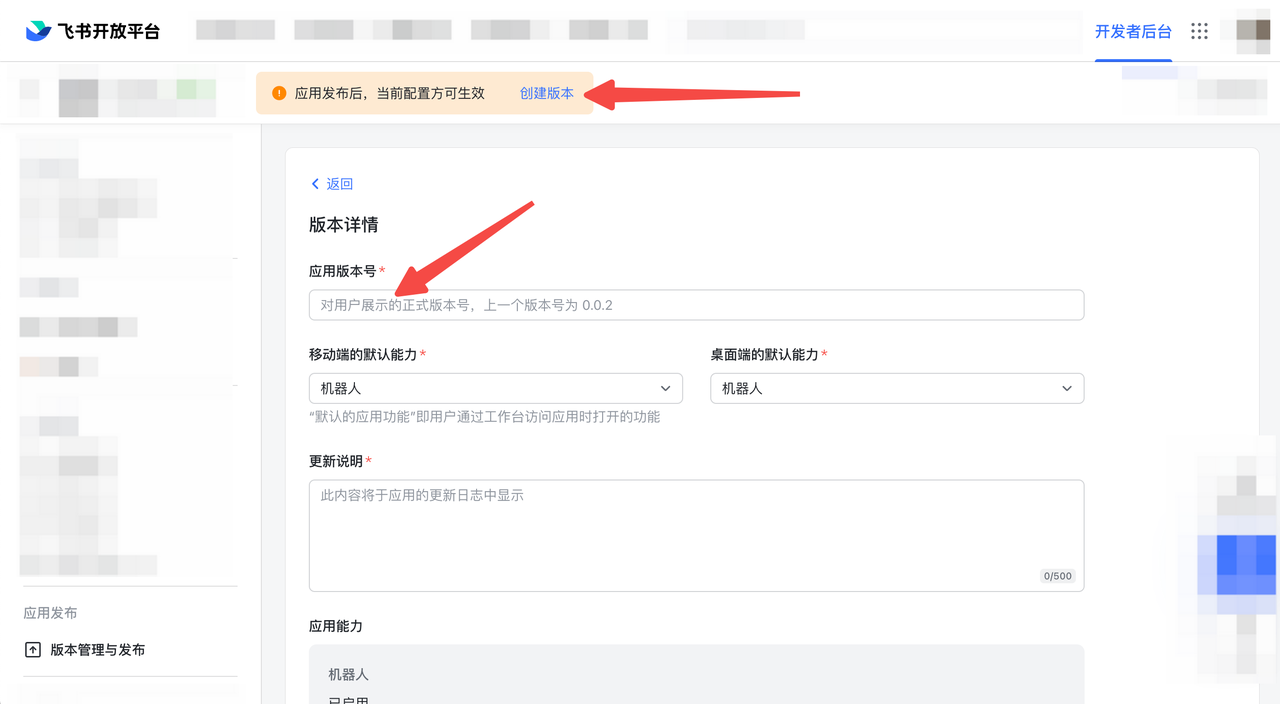 飞书开放平台
开发者后台
应用发布后，当前配置方可生效 创建版本
返回
版本详情
应用版本号*
对用户展示的正式版本号，上一个版本号为 0.0.2
移动端的默认能力* 桌面端的默认能力*
机器人 机器人
“默认的应用功能”即用户通过工作台访问应用时打开的功能
更新说明*
此内容将于应用的更新日志中显示
0/500
应用发布
版本管理与发布
应用能力
机器人
已启用